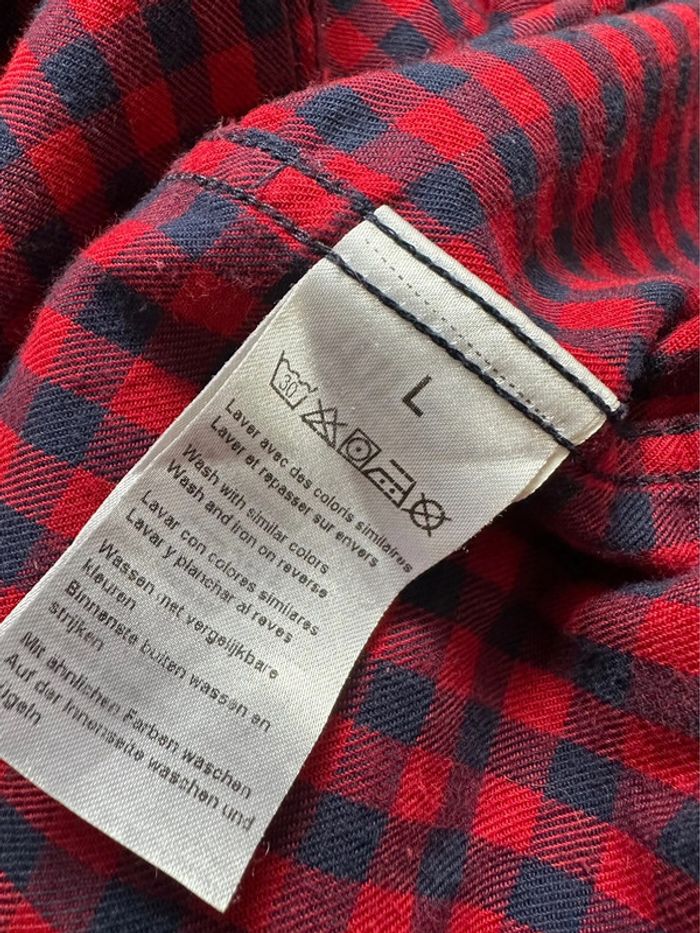 L
30
Laver avec des coloris similaires
Laver et repasser sur envers
Wash with similar colors
Wash and iron on reverse
Lavar con colores similares
Lavar y planchar al reves
Wassen met vergelijkbare
kleuren
Binnenste buiten wassen en
strijken
Mit ähnlichen Farben waschen
Auf der Innenseite waschen und
ügeln